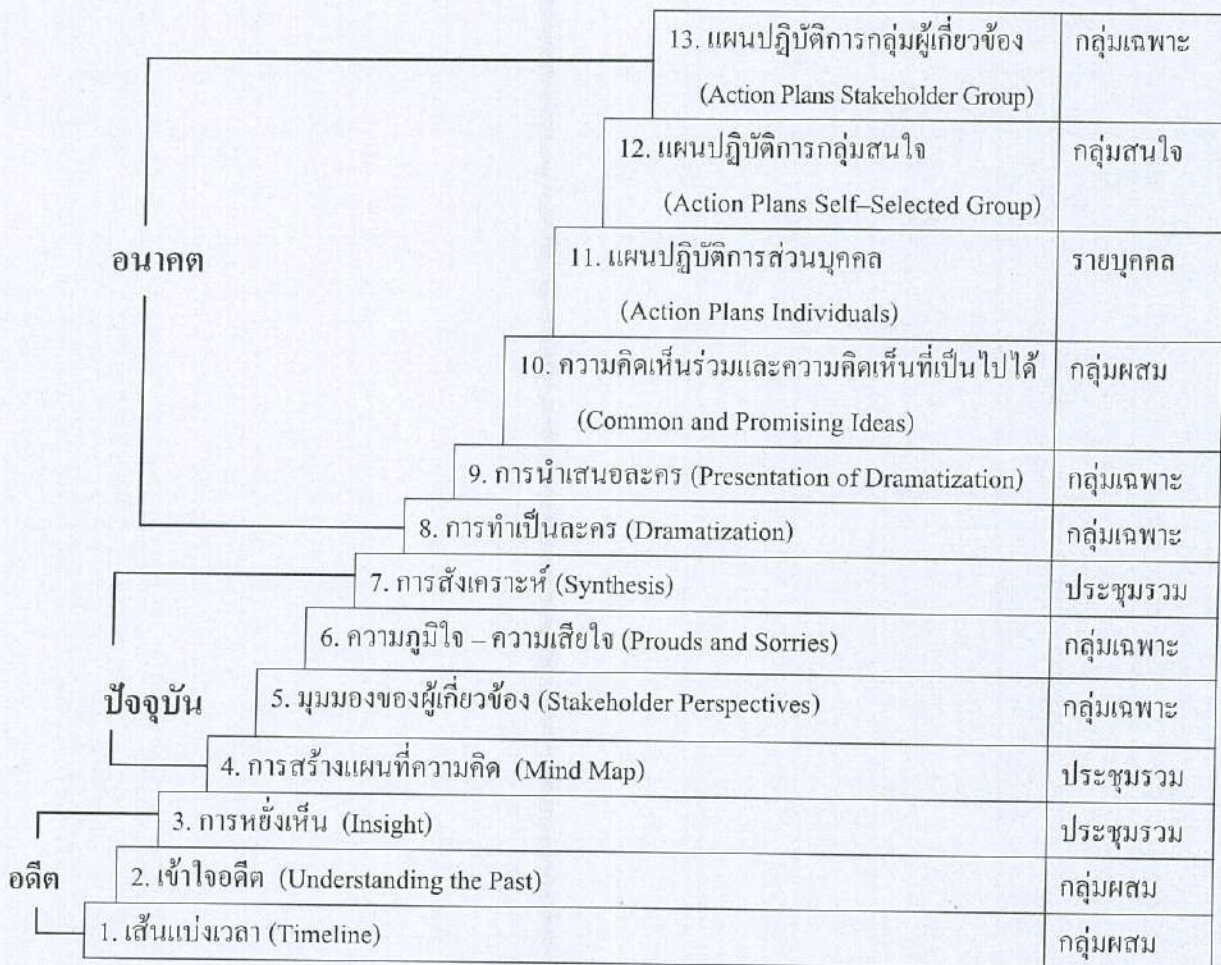 13. แผนปฏิบัติการกลุ่มผู้เกี่ยวข้อง กลุ่มเฉพาะ
(Action Plans Stakeholder Group)
12. แผนปฏิบัติการกลุ่มสนใจ กลุ่มสนใจ
(Action Plans Self–Selected Group)
อนาคต
11. แผนปฏิบัติการส่วนบุคคล รายบุคคล
(Action Plans Individuals)
10. ความคิดเห็นร่วมและความคิดเห็นที่เป็นไปได้ กลุ่มผสม
(Common and Promising Ideas)
9. การนำเสนอละคร (Presentation of Dramatization) กลุ่มเฉพาะ
8. การทำเป็นละคร (Dramatization) กลุ่มเฉพาะ
7. การสังเคราะห์ (Synthesis) ประชุมรวม
6. ความภูมิใจ – ความเสียใจ (Prouds and Sorries) กลุ่มเฉพาะ
ปัจจุบัน 5. มุมมองของผู้เกี่ยวข้อง (Stakeholder Perspectives) กลุ่มเฉพาะ
4. การสร้างแผนที่ความคิด (Mind Map) ประชุมรวม
3. การหยั่งเห็น (Insight) ประชุมรวม
อดีต 2. เข้าใจอดีต (Understanding the Past) กลุ่มผสม
1. เส้นแบ่งเวลา (Timeline) กลุ่มผสม